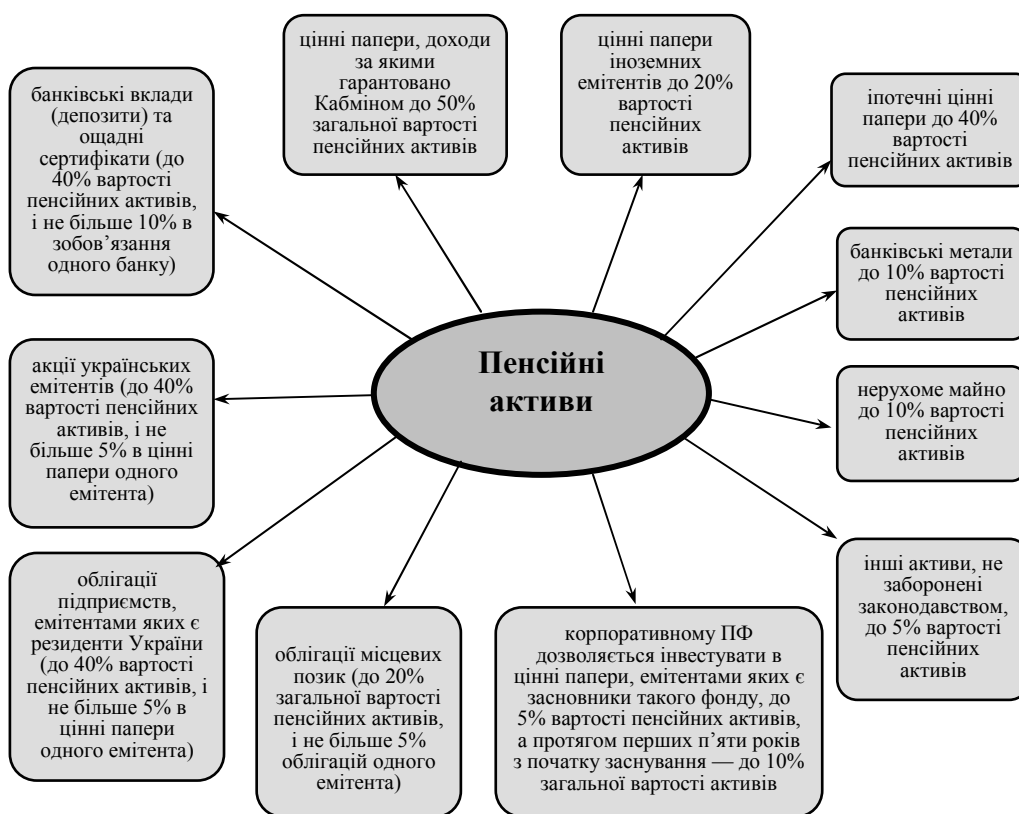 цінні папери, доходи
за якими
гарантовано
Кабміном до 50%
загальної вартості
пенсійних активів
цінні папери
іноземних
емітентів до 20%
вартості
пенсійних
активів
банківські вклади
(депозити) та
ощадні
сертифікати (до
40% вартості
пенсійних активів,
і не більше 10% в
зобов’язання
одного банку)
іпотечні цінні
папери до 40%
вартості
пенсійних активів
банківські метали
до 10% вартості
пенсійних
активів
Пенсійні
активи
акції українських
емітентів (до 40%
вартості пенсійних
активів, і не
більше 5% в цінні
папери одного
емітента)
нерухоме майно
до 10% вартості
пенсійних
активів
облігації
підприємств,
емітентами яких є
резиденти України
(до 40% вартості
пенсійних активів, і
не більше 5% в
цінні папери
одного емітента)
облігації місцевих
позик (до 20%
загальної вартості
пенсійних активів,
і не більше 5%
облігацій одного
емітента)
корпоративному ПФ
дозволяється інвестувати в
цінні папери, емітентами яких є
засновники такого фонду, до
5% вартості пенсійних активів,
а протягом перших п’яти років
з початку заснування — до 10%
загальної вартості активів
інші активи, не
заборонені
законодавством,
до 5% вартості
пенсійних
активів